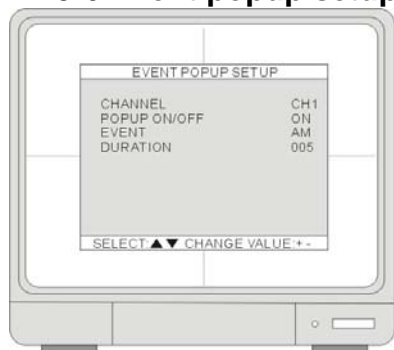 EVENT POPUP SETUP
CHANNEL CH1
POPUP ON/OFF ON
EVENT AM
DURATION 005
SELECT:▲▼ CHANGE VALUE:+ -